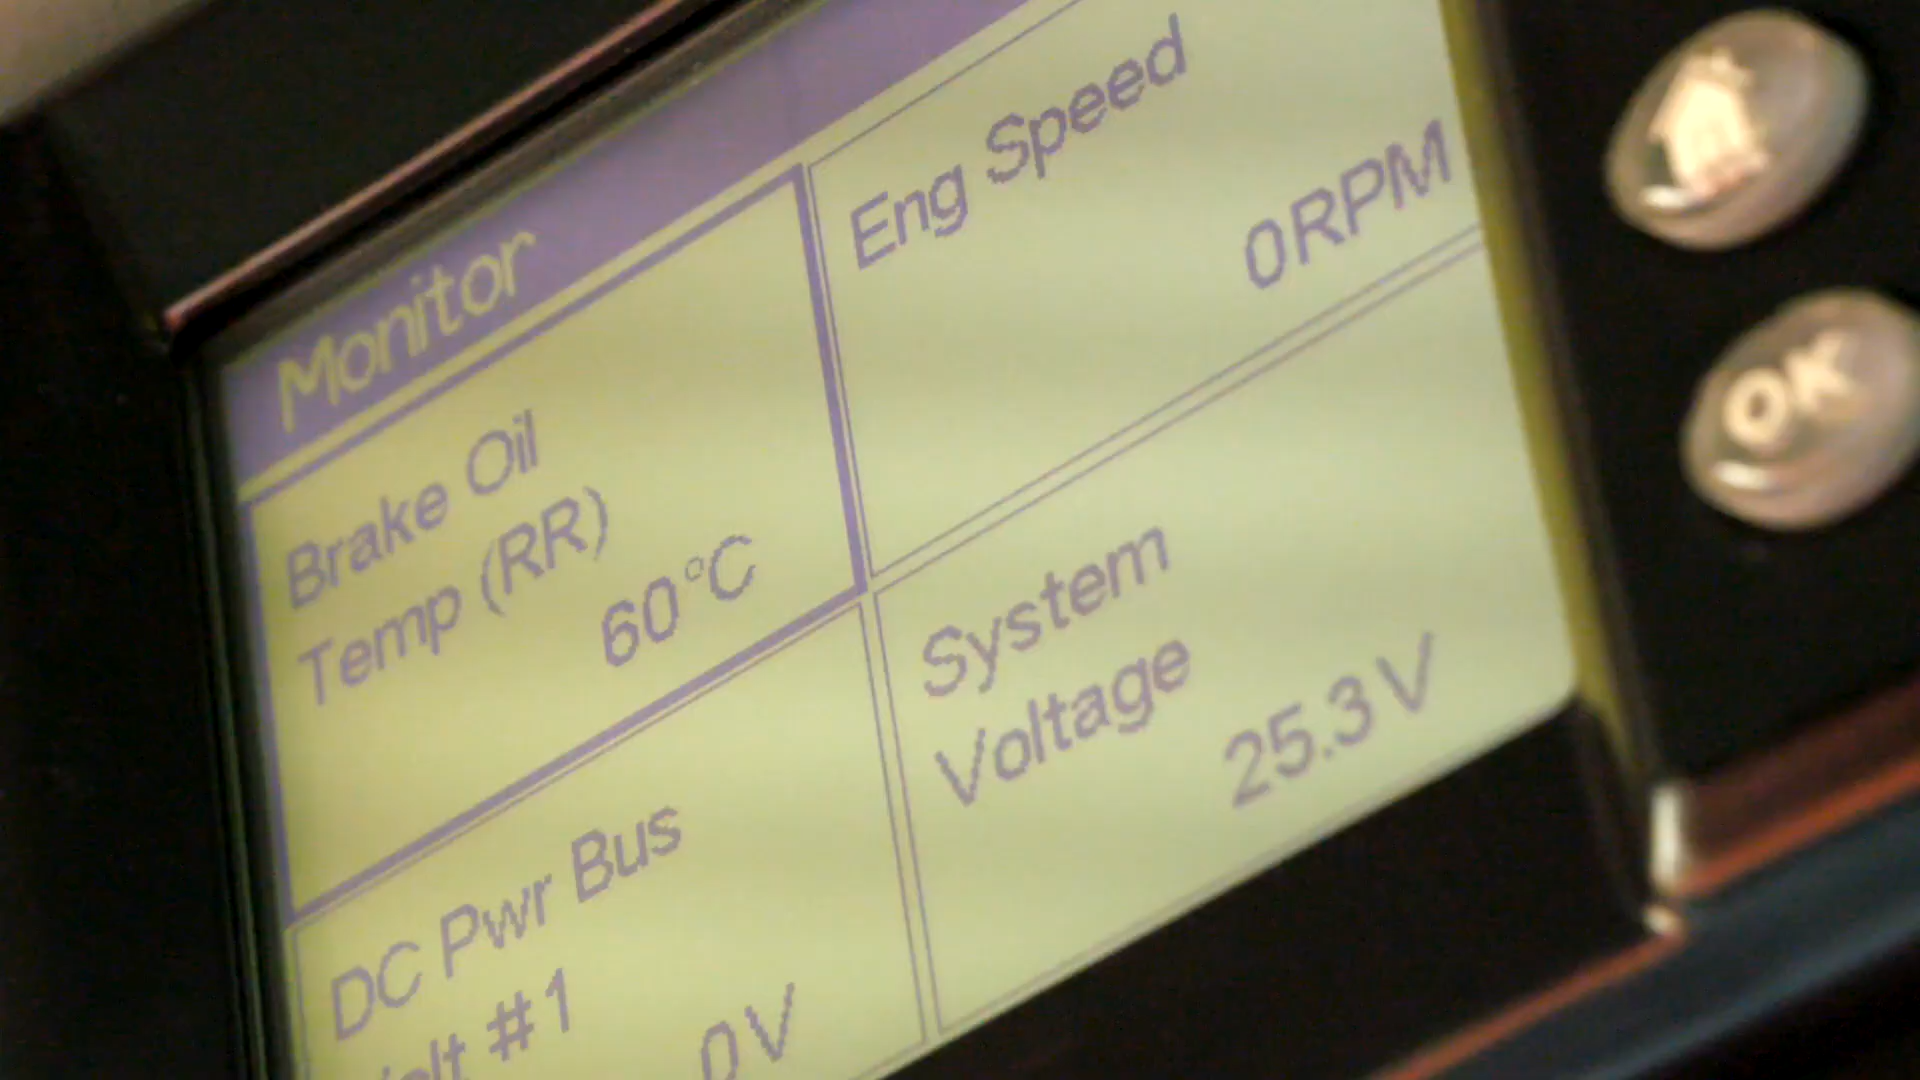 Monitor
Brake Oil
Temp (RR)
60°C
Eng Speed
0RPM
DC Pwr Bus
#1
0V
System
Voltage
25.3V
OK